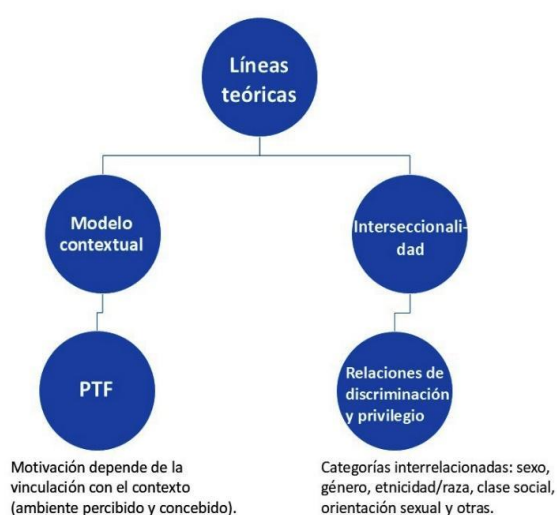 Líneas
teóricas
Modelo
contextual
Interseccionali-
dad
PTF
Relaciones de
discriminación
y privilegio
Motivación depende de la
vinculación con el contexto
(ambiente percibido y concebido).
Categorías interrelacionadas: sexo,
género, etnicidad/raza, clase social,
orientación sexual y otras.